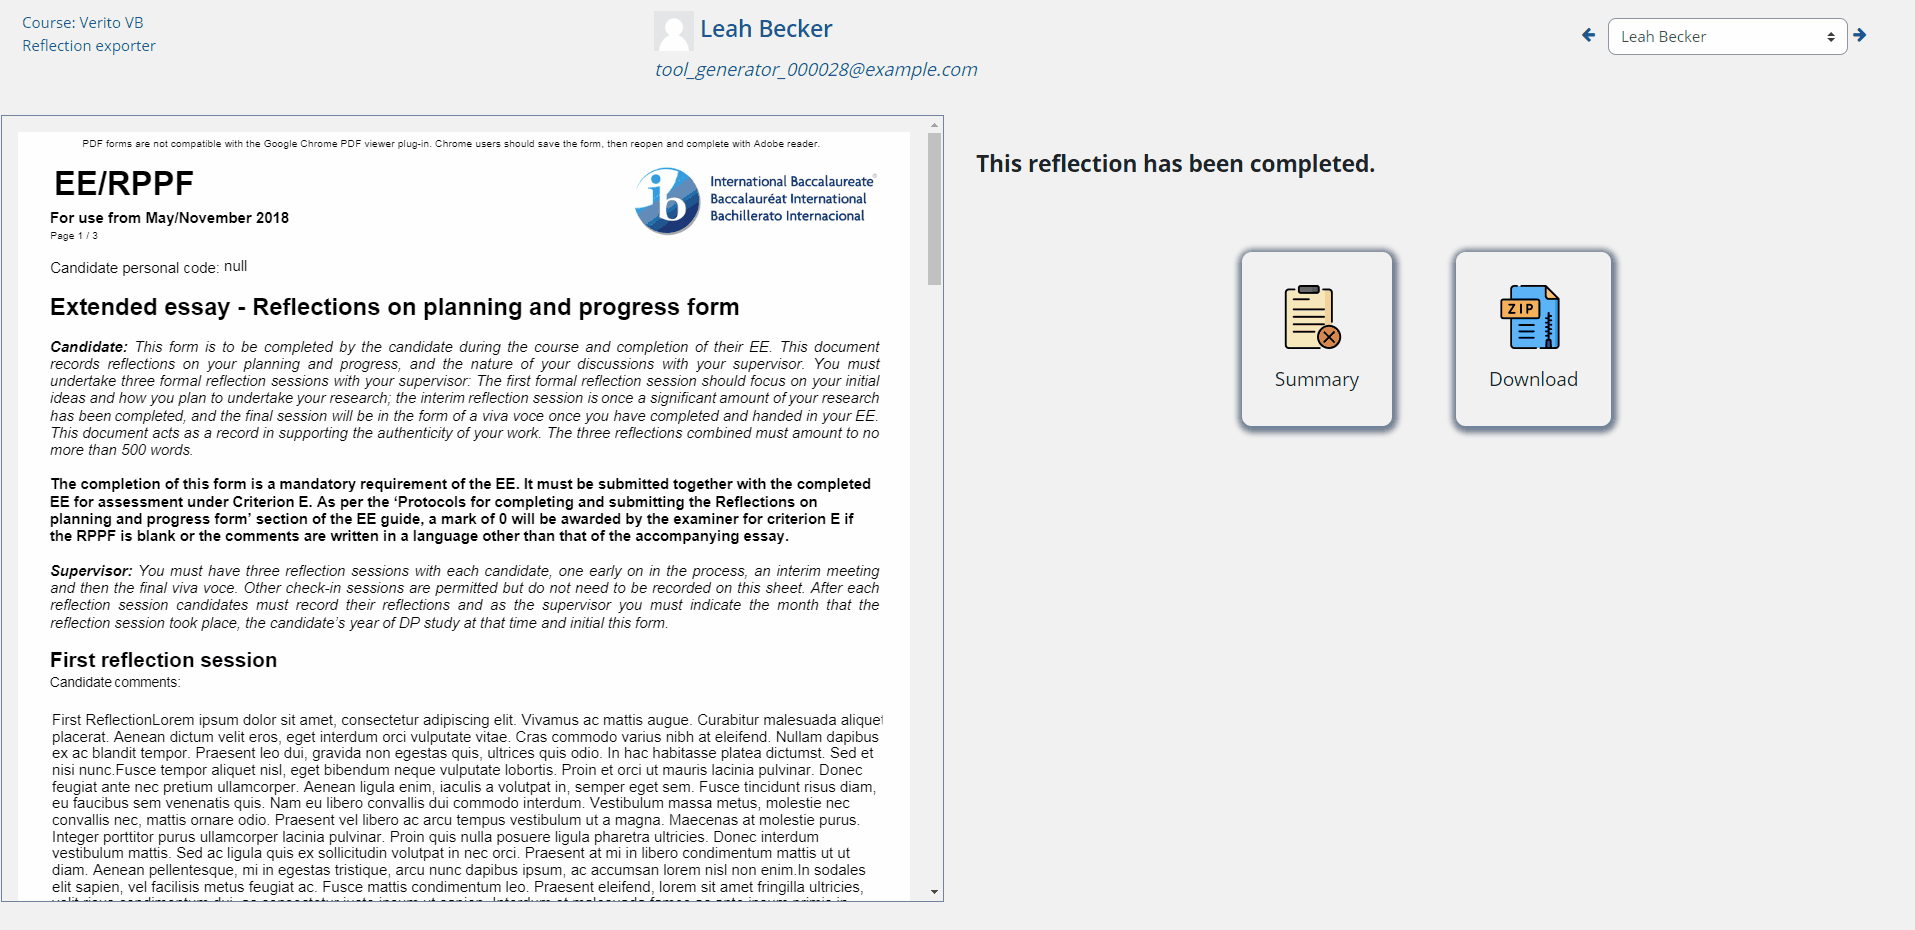 Course: Verito VB
Reflection exporter
Leah Becker
tool_generator_000028@example.com
Leah Becker
PDF forms are not compatible with the Google Chrome PDF viewer plug-in. Chrome users should save the form, then reopen and complete with Adobe reader.
EE/RPPF
For use from May/November 2018
Page 1 / 3
ib
International Baccalaureate®
Baccalauréat International
Bachillerato Internacional
Candidate personal code: null
Extended essay - Reflections on planning and progress form
Candidate: This form is to be completed by the candidate during the course and completion of their EE. This document
records reflections on your planning and progress, and the nature of your discussions with your supervisor. You must
undertake three formal reflection sessions with your supervisor: The first formal reflection session should focus on your initial
ideas and how you plan to undertake your research; the interim reflection session is once a significant amount of your research
has been completed, and the final session will be in the form of a viva voce once you have completed and handed in your EE.
This document acts as a record in supporting the authenticity of your work. The three reflections combined must amount to no
more than 500 words.
The completion of this form is a mandatory requirement of the EE. It must be submitted together with the completed
EE for assessment under Criterion E. As per the ‘Protocols for completing and submitting the Reflections on
planning and progress form’ section of the EE guide, a mark of 0 will be awarded by the examiner for criterion E if
the RPPF is blank or the comments are written in a language other than that of the accompanying essay.
Supervisor: You must have three reflection sessions with each candidate, one early on in the process, an interim meeting
and then the final viva voce. Other check-in sessions are permitted but do not need to be recorded on this sheet. After each
reflection session candidates must record their reflections and as the supervisor you must indicate the month that the
reflection session took place, the candidate’s year of DP study at that time and initial this form.
First reflection session
Candidate comments:
First ReflectionLorem ipsum dolor sit amet, consectetur adipiscing elit. Vivamus ac mattis augue. Curabitur malesuada aliquet
placerat. Aenean dictum velit eros, eget interdum orci vulputate vitae. Cras commodo varius nibh at eleifend. Nullam dapibus
ex ac blandit tempor. Praesent leo dui, gravida non egestas quis, ultrices quis odio. In hac habitasse platea dictumst. Sed et
nisi nunc.Fusce tempor aliquet nisl, eget bibendum neque vulputate lobortis. Proin et orci ut mauris lacinia pulvinar. Donec
feugiat ante nec pretium ullamcorper. Aenean ligula enim, iaculis a volutpat in, semper eget sem. Fusce tincidunt risus diam,
eu faucibus sem venenatis quis. Nam eu libero convallis dui commodo interdum. Vestibulum massa metus, molestie nec
convallis nec, mattis ornare odio. Praesent vel libero ac arcu tempus vestibulum ut a magna. Maecenas at molestie purus.
Integer porttitor purus ullamcorper lacinia pulvinar. Proin quis nulla posuere ligula pharetra ultricies. Donec interdum
vestibulum mattis. Sed ac ligula quis ex sollicitudin volutpat in nec orci. Praesent at mi in libero condimentum mattis ut ut
diam. Aenean pellentesque, mi in egestas tristique, arcu nunc dapibus ipsum, ac accumsan lorem nisl non enim.In sodales
elit sapien, vel facilisis metus feugiat ac. Fusce mattis condimentum leo. Praesent eleifend, lorem sit amet fringilla ultricies,
This reflection has been completed.
Summary
ZIP
Download